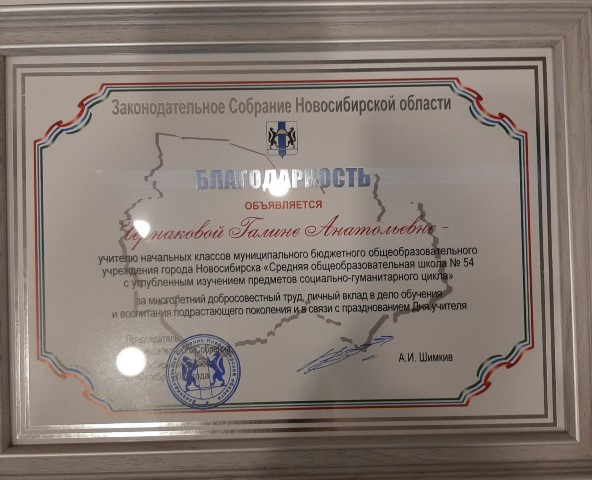 Законодательное Собрание Новосибирской области
БЛАГОДАРНОСТЬ
ОБЪЯВЛЯЕТСЯ
Чернаковой Галине Анатольевне -
учителю начальных классов муниципального бюджетного общеобразовательного
учреждения города Новосибирска «Средняя общеобразовательная школа № 54
с углубленным изучением предметов социально-гуманитарного цикла»
за многолетний добросовестный труд, личный вклад в дело обучения
и воспитания подрастающего поколения и в связи с празднованием Дня учителя
Председатель
А.И. Шимкив